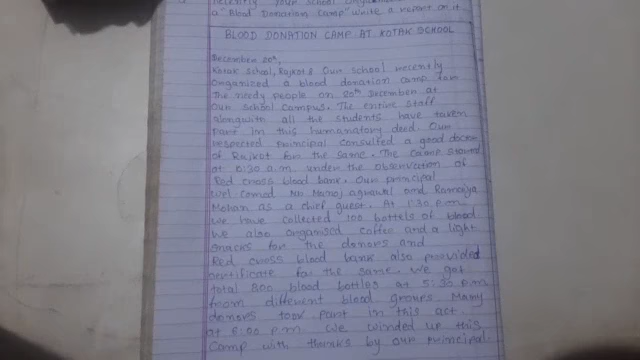 recently your school organized
a "Blood Donation Camp" write a report on it
BLOOD DONATION CAMP AT KOTAK SCHOOL
December 20th,
Kotak School, Rajkot : Our school recently
organized a blood donation camp for
the needy people on 20th December at
our school campus. The entire staff
alongwith all the students have taken
part in this humanatory deed. Our
respected principal consulted a good doctor
of Rajkot for the same. The camp started
at 8:30 a.m under the observation of
Red cross blood bank. Our principal
welcomed Mr. Manoj agrawal and Ramaiya
Mohan as a chief guest. At 1:30 p.m
we have collected 100 bottels of blood
we also organised coffee and a light
snacks for the donors and
Red cross blood bank also provided
certificate for the same. We got
total 800 blood bottles at 5:30 p.m
from different blood groups. Many
donors took part in this act.
at 6:00 p.m. we winded up this
camp with thanks by our principal.